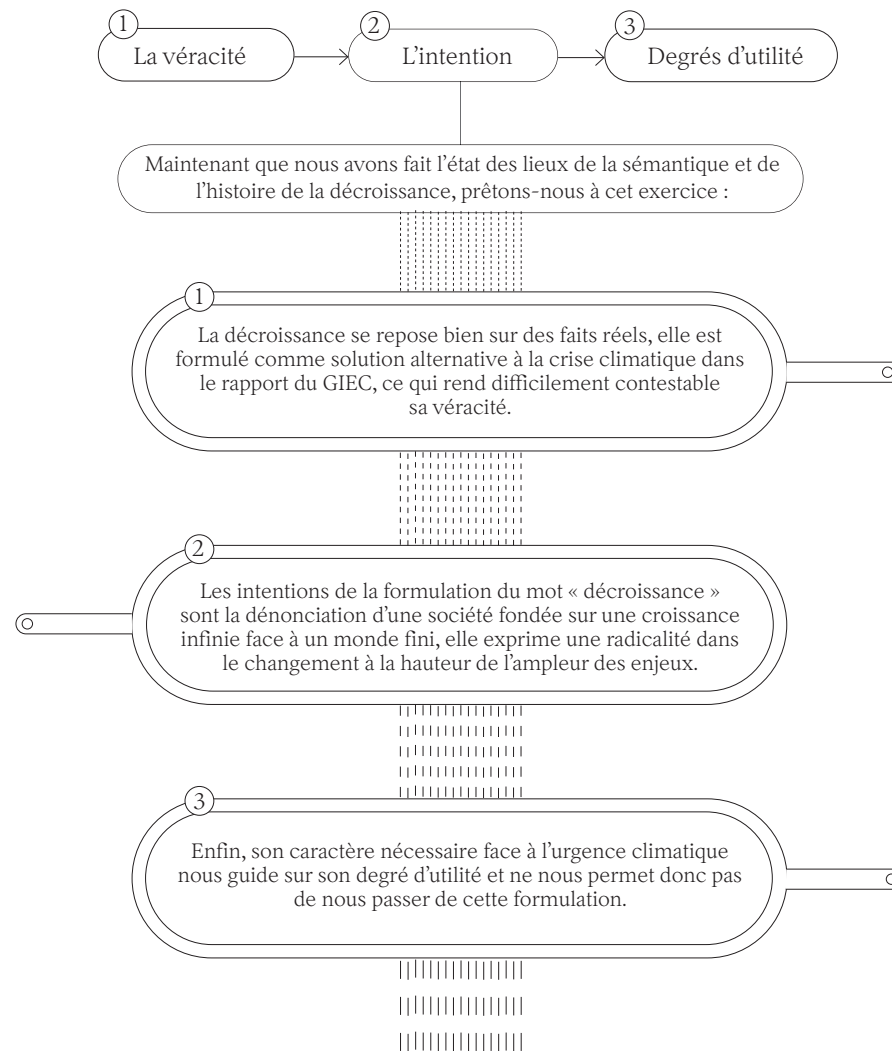 1
La véracité
2
L'intention
3
Degrés d'utilité
Maintenant que nous avons fait l'état des lieux de la sémantique et de
l'histoire de la décroissance, prêtons-nous à cet exercice :
1
La décroissance se repose bien sur des faits réels, elle est
formulé comme solution alternative à la crise climatique dans
le rapport du GIEC, ce qui rend difficilement contestable
sa véracité.
2
Les intentions de la formulation du mot « décroissance »
sont la dénonciation d'une société fondée sur une croissance
infinie face à un monde fini, elle exprime une radicalité dans
le changement à la hauteur de l'ampleur des enjeux.
3
Enfin, son caractère nécessaire face à l'urgence climatique
nous guide sur son degré d'utilité et ne nous permet donc pas
de nous passer de cette formulation.